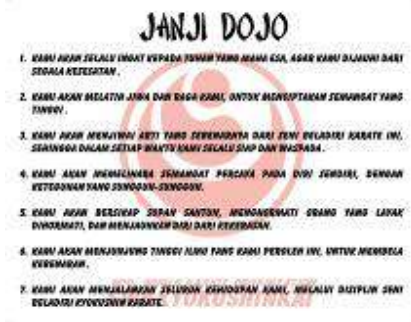 JANJI DOJO
1. KAMI AKAN SELALU INGAT KEPADA TUHAN YANG MAHA ESA, AGAR KAMI DIJAUHI DARI
SEGALA KESESATAN.
2. KAMI AKAN MELATIH JIWA DAN RAGA KAMI, UNTUK MENCIPTAKAN SEMANGAT YANG
TINGGI.
3. KAMI AKAN MENJIWAI ARTI YANG SEBENARNYA DARI SENI BELADIRI KARATE INI,
SEHINGGA DALAM SETIAP WAKTU KAMI SELALU SIAP DAN WASPADA.
4. KAMI AKAN MEMELIHARA SEMANGAT PERCAYA PADA DIRI SENDIRI, DENGAN
KETEGUHAN YANG SUNGGUH-SUNGGUH.
5. KAMI AKAN BERSIKAP SOPAN SANTUN, MENGHORMATI ORANG YANG LAYAK
DIHORMATI, DAN MENJAUHKAN DIRI DARI KEKERASAN.
6. KAMI AKAN MENJUNJUNG TINGGI ILMU YANG KAMI PEROLEH INI, UNTUK MEMBELA
KEBENARAN.
7. KAMI AKAN MENJALANKAN SELURUH KEHIDUPAN KAMI, MELALUI DISIPLIN SENI
BELADIRI KYOKUSHIN KARATE.
KYOKUSHINKAI